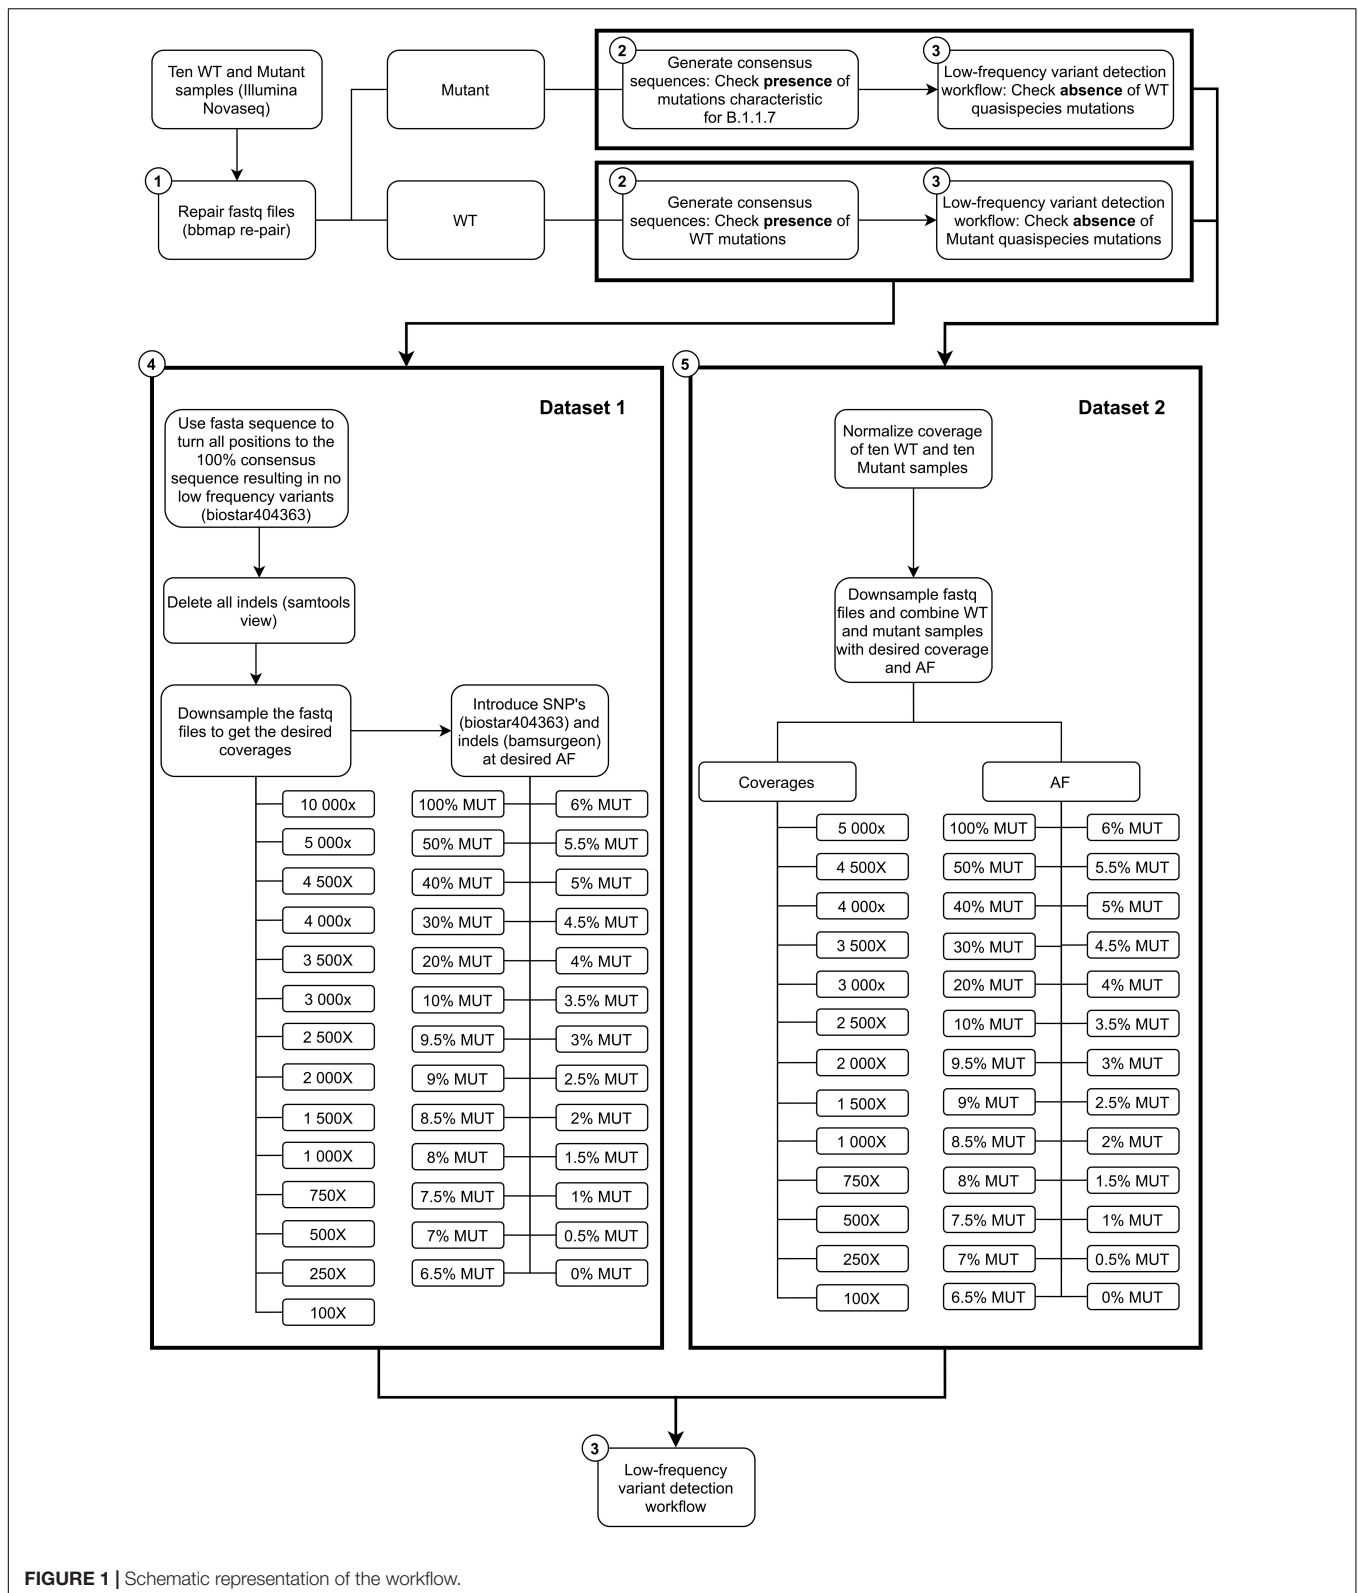 Ten WT and Mutant
samples (Illumina
Novaseq)
1
Repair fastq files
(bbmap re-pair)
Mutant
WT
2
Generate consensus
sequences: Check presence of
mutations characteristic
for B.1.1.7
3
Low-frequency variant detection
workflow: Check absence of WT
quasispecies mutations
2
Generate consensus
sequences: Check presence of
WT mutations
3
Low-frequency variant detection
workflow: Check absence of
Mutant quasispecies mutations
4
Dataset 1
Use fasta sequence to
turn all positions to the
100% consensus
sequence resulting in no
low frequency variants
(biostar404363)
Delete all indels (samtools
view)
Downsample the fastq
files to get the desired
coverages
Introduce SNP's
(biostar404363) and
indels (bamsurgeon)
at desired AF
10 000x
5 000x
4 500X
4 000x
3 500X
3 000x
2 500X
2 000X
1 500X
1 000X
750X
500X
250X
100X
100% MUT
50% MUT
40% MUT
30% MUT
20% MUT
10% MUT
9.5% MUT
9% MUT
8.5% MUT
8% MUT
7.5% MUT
7% MUT
6.5% MUT
6% MUT
5.5% MUT
5% MUT
4.5% MUT
4% MUT
3.5% MUT
3% MUT
2.5% MUT
2% MUT
1.5% MUT
1% MUT
0.5% MUT
0% MUT
5
Dataset 2
Normalize coverage
of ten WT and ten
Mutant samples
Downsample fastq
files and combine WT
and mutant samples
with desired coverage
and AF
Coverages
AF
5 000x
4 500X
4 000x
3 500X
3 000x
2 500X
2 000X
1 500X
1 000X
750X
500X
250X
100X
100% MUT
50% MUT
40% MUT
30% MUT
20% MUT
10% MUT
9.5% MUT
9% MUT
8.5% MUT
8% MUT
7.5% MUT
7% MUT
6.5% MUT
6% MUT
5.5% MUT
5% MUT
4.5% MUT
4% MUT
3.5% MUT
3% MUT
2.5% MUT
2% MUT
1.5% MUT
1% MUT
0.5% MUT
0% MUT
3
Low-frequency
variant detection
workflow
FIGURE 1 | Schematic representation of the workflow.